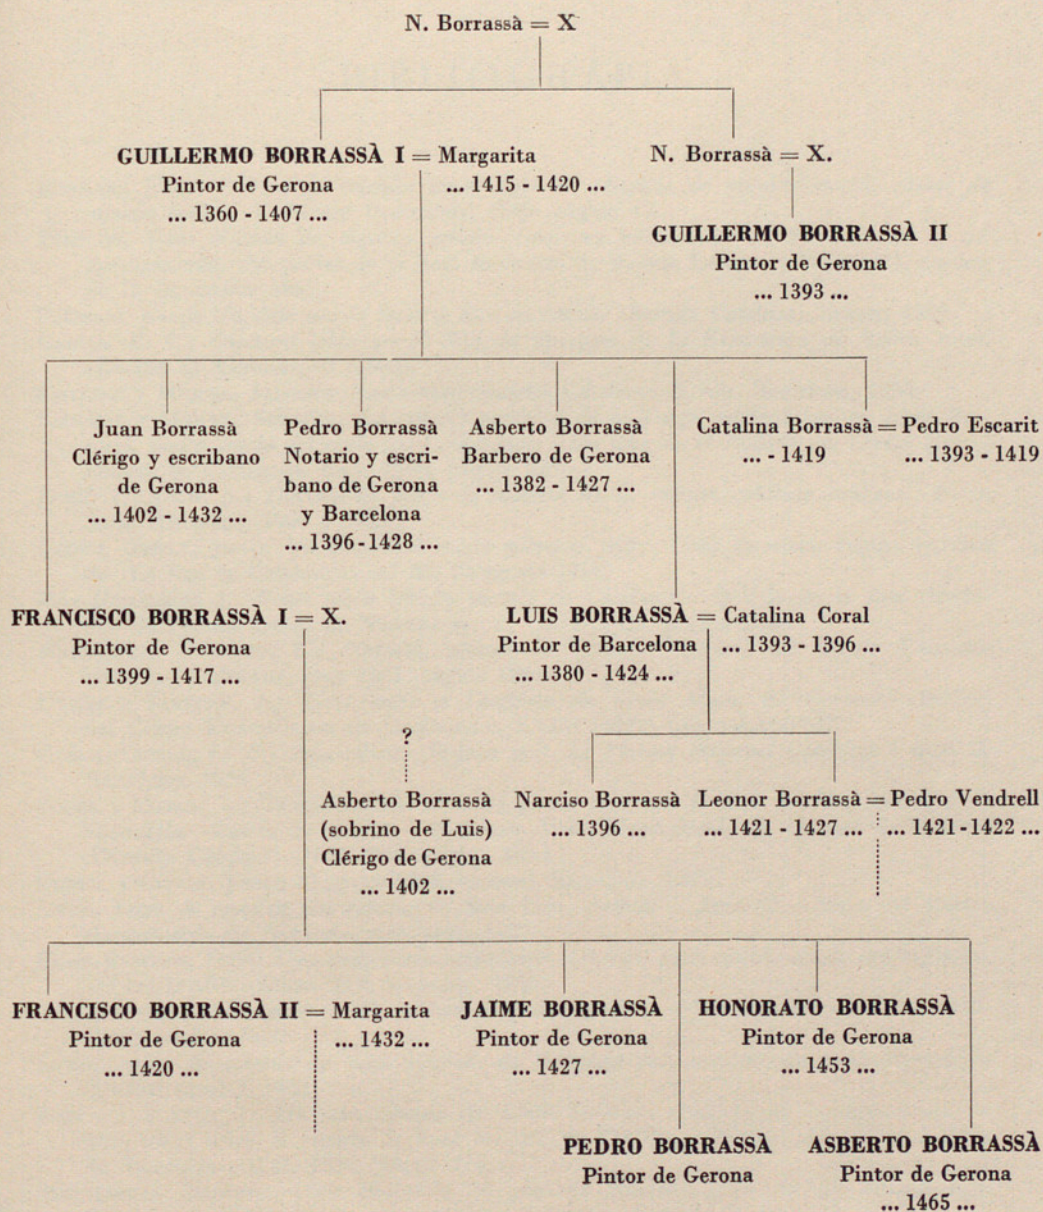 N. Borrassà = X
GUILLERMO BORRASSÀ I = Margarita
Pintor de Gerona
... 1360 - 1407 ...
... 1415 - 1420 ...
N. Borrassà = X.
GUILLERMO BORRASSÀ II
Pintor de Gerona
... 1393 ...
Juan Borrassà
Clérigo y escribano
de Gerona
... 1402 - 1432 ...
Pedro Borrassà
Notario y escri-
bano de Gerona
y Barcelona
... 1396-1428 ...
Asberto Borrassà
Barbero de Gerona
... 1382 - 1427 ...
Catalina Borrassà = Pedro Escarit
... - 1419
... 1393 - 1419
FRANCISCO BORRASSÀ I = X.
Pintor de Gerona
... 1399 - 1417 ...
LUIS BORRASSÀ = Catalina Coral
Pintor de Barcelona
... 1380 - 1424 ...
... 1393 - 1396 ...
?
Asberto Borrassà
(sobrino de Luis)
Clérigo de Gerona
... 1402 ...
Narciso Borrassà
... 1396 ...
Leonor Borrassà = Pedro Vendrell
... 1421 - 1427 ...
... 1421-1422 ...
FRANCISCO BORRASSÀ II = Margarita
Pintor de Gerona
... 1420 ...
... 1432 ...
JAIME BORRASSÀ
Pintor de Gerona
... 1427 ...
HONORATO BORRASSÀ
Pintor de Gerona
... 1453 ...
PEDRO BORRASSÀ
Pintor de Gerona
ASBERTO BORRASSÀ
Pintor de Gerona
... 1465 ...